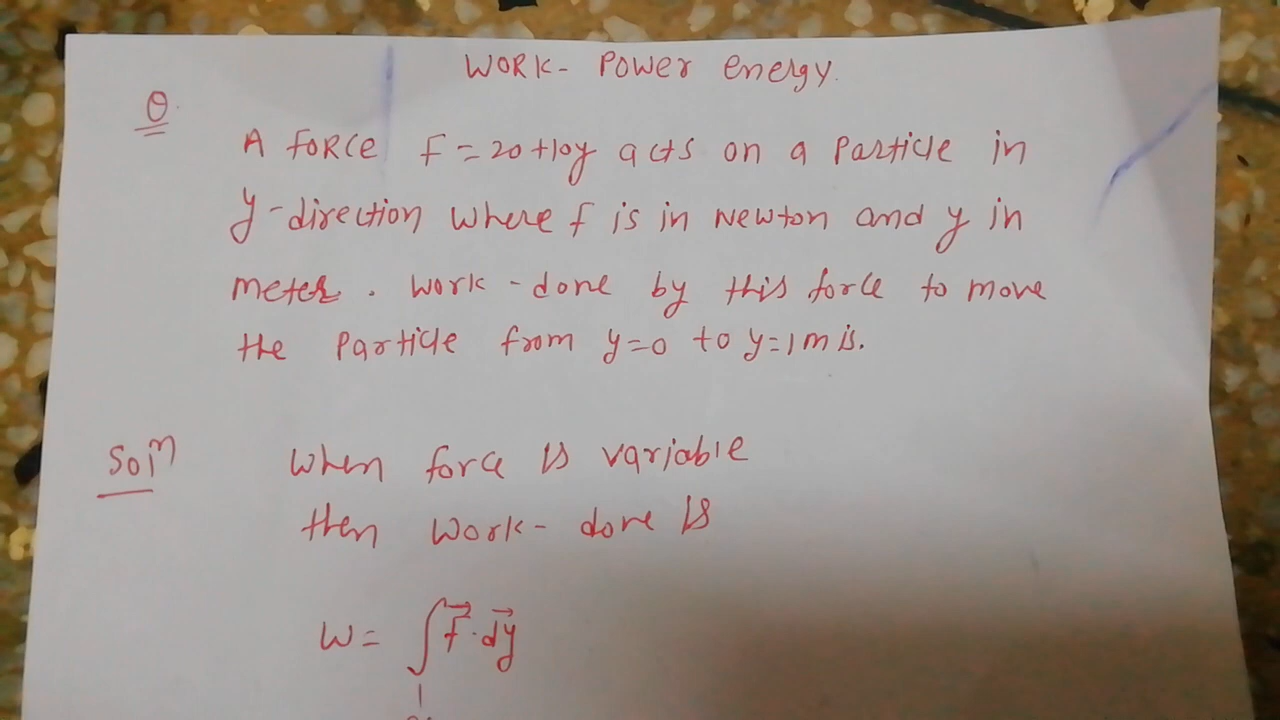 WORK- Power energy.
Q.
A FORCE F = 20 + 10y acts on a Particle in
y-direction where f is in Newton and y in
meter. Work-done by this force to move
the Particle from y=0 to y=1m is.
Soln When force is variable
then Work-done is
W = ∫ f⃗ · dy⃗